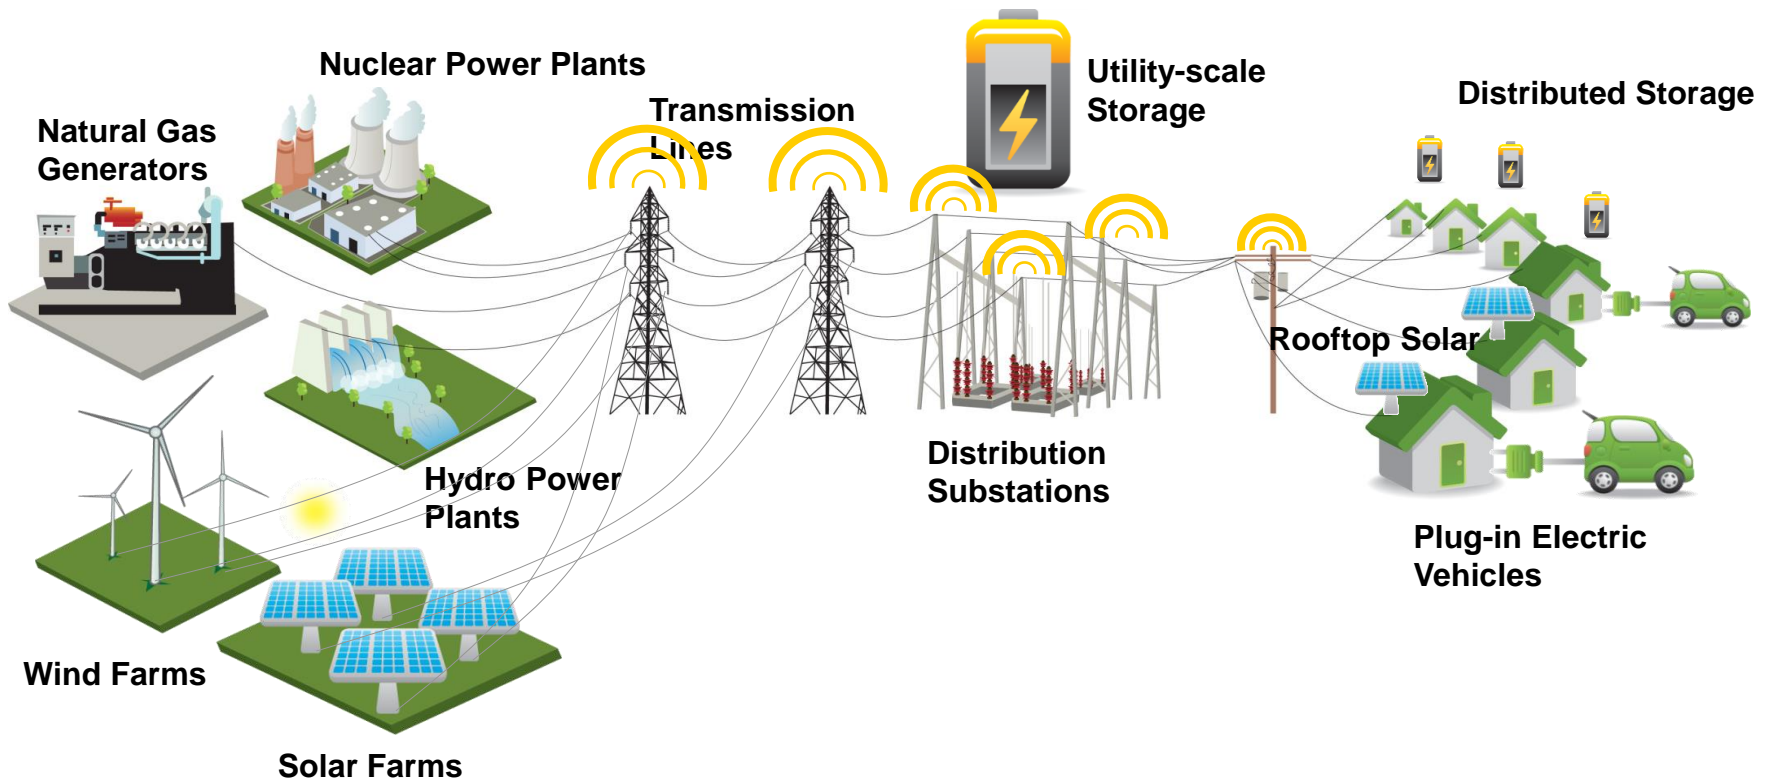 Nuclear Power Plants
Natural Gas
Generators
Transmission
Lines
Utility-scale
Storage
Distributed Storage
Rooftop Solar
Hydro Power
Plants
Distribution
Substations
Plug-in Electric
Vehicles
Wind Farms
Solar Farms